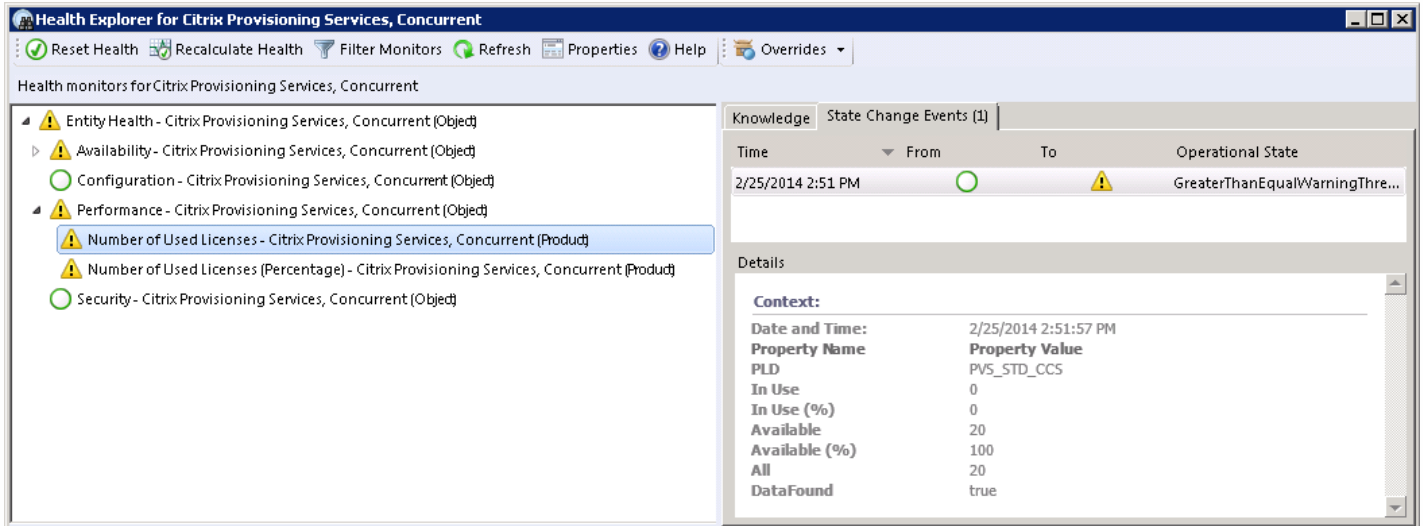 Health Explorer for Citrix Provisioning Services, Concurrent
Reset Health Recalculate Health Filter Monitors Refresh Properties Help Overrides
Health monitors for Citrix Provisioning Services, Concurrent
Entity Health - Citrix Provisioning Services, Concurrent (Object)
Availability - Citrix Provisioning Services, Concurrent (Object)
Configuration - Citrix Provisioning Services, Concurrent (Object)
Performance - Citrix Provisioning Services, Concurrent (Object)
Number of Used Licenses - Citrix Provisioning Services, Concurrent (Product)
Number of Used Licenses (Percentage) - Citrix Provisioning Services, Concurrent (Product)
Security - Citrix Provisioning Services, Concurrent (Object)
Knowledge State Change Events (1)
Time From To Operational State
2/25/2014 2:51 PM GreaterThanEqualWarningThre...
Details
Context:
Date and Time: 2/25/2014 2:51:57 PM
Property Name Property Value
PLD PVS_STD_CCS
In Use 0
In Use (%) 0
Available 20
Available (%) 100
All 20
DataFound true